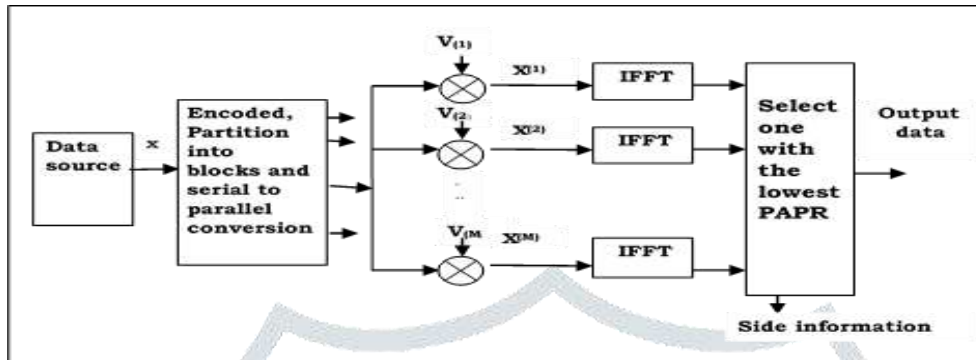 Data
source
x
Encoded,
Partition
into
blocks and
serial to
parallel
conversion
V(1)
X(1)
IFFT
V(2
X(2)
IFFT
V(M
X(M)
IFFT
Select
one
with
the
lowest
PAPR
Output
data
Side information